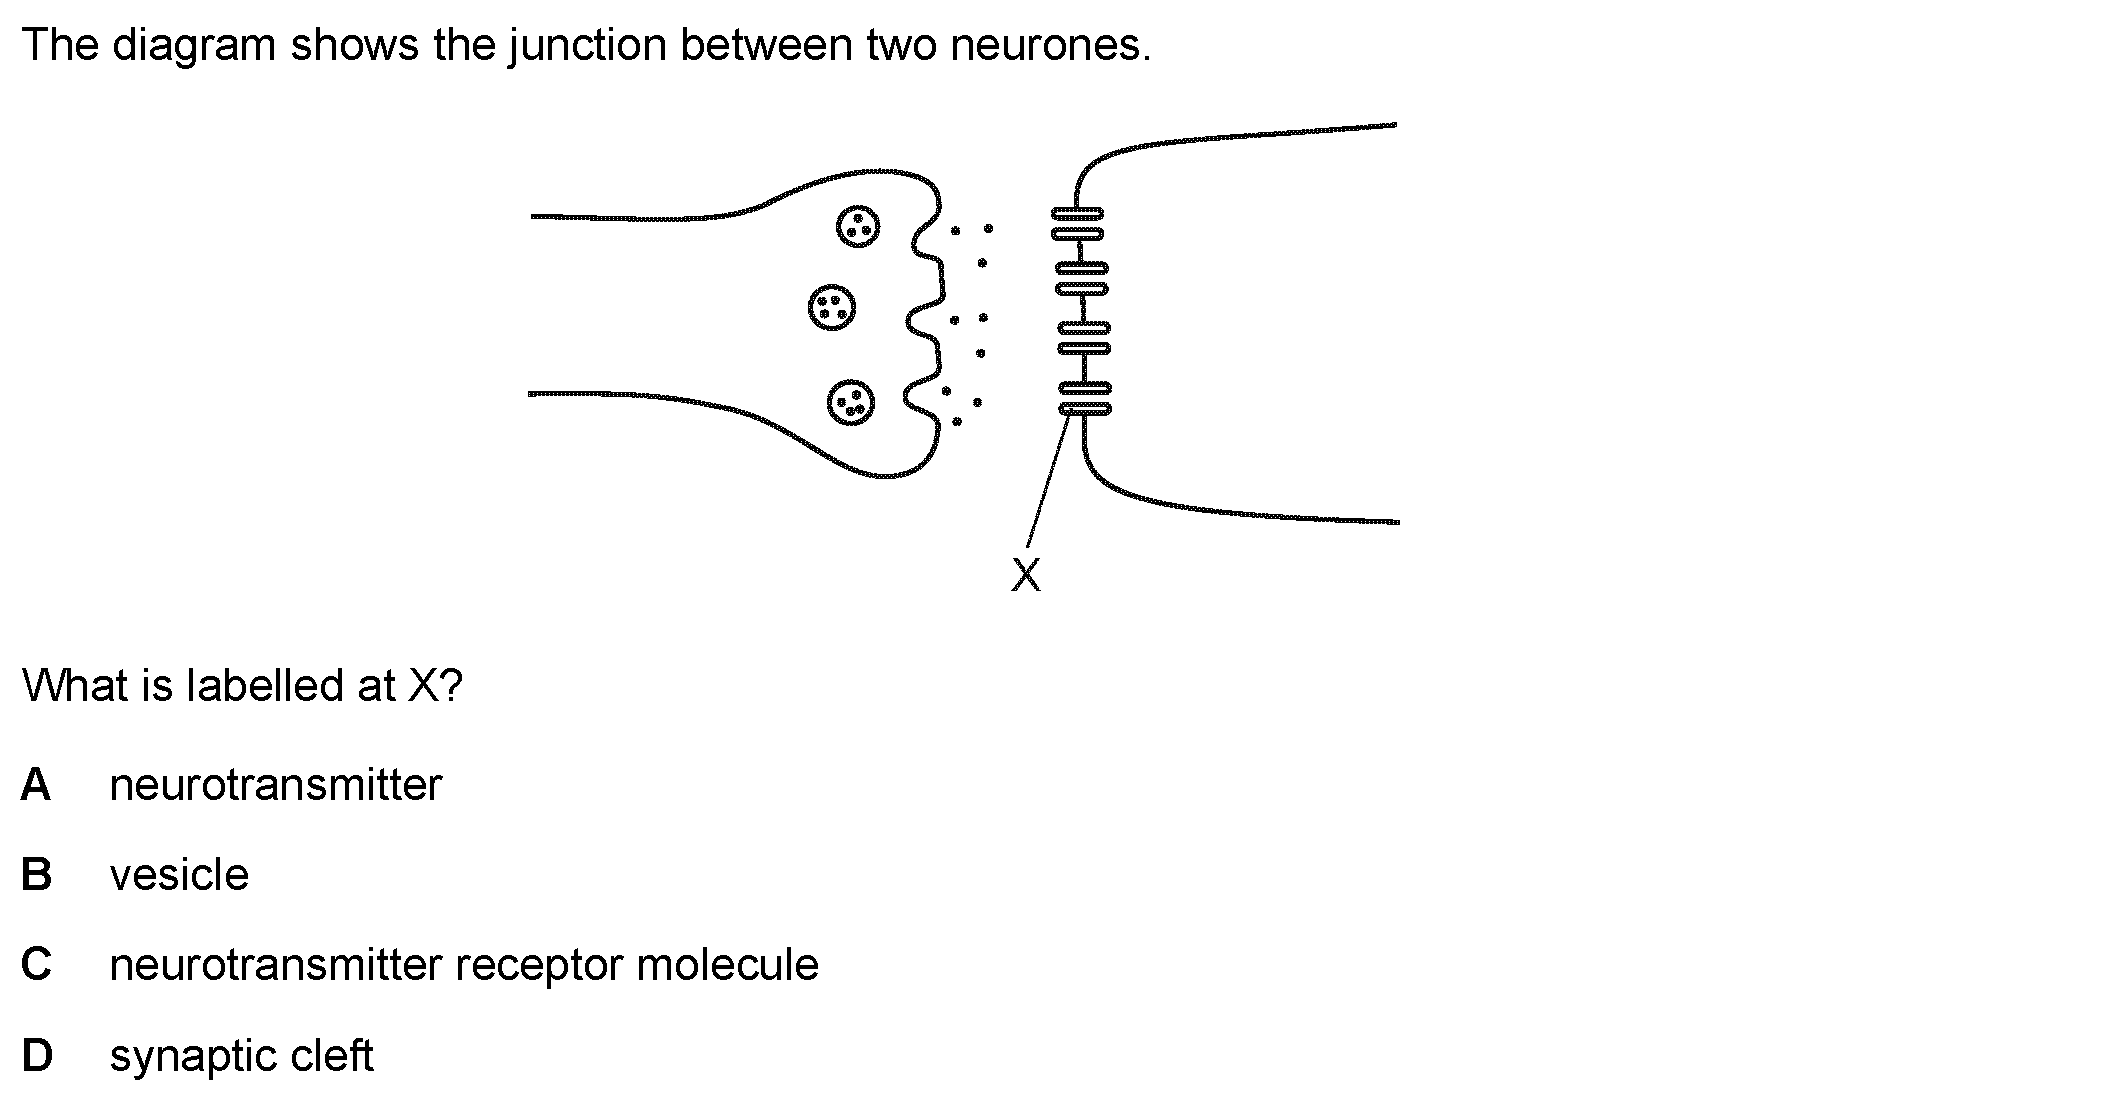 The diagram shows the junction between two neurones.
X
What is labelled at X?
A neurotransmitter
B vesicle
C neurotransmitter receptor molecule
D synaptic cleft